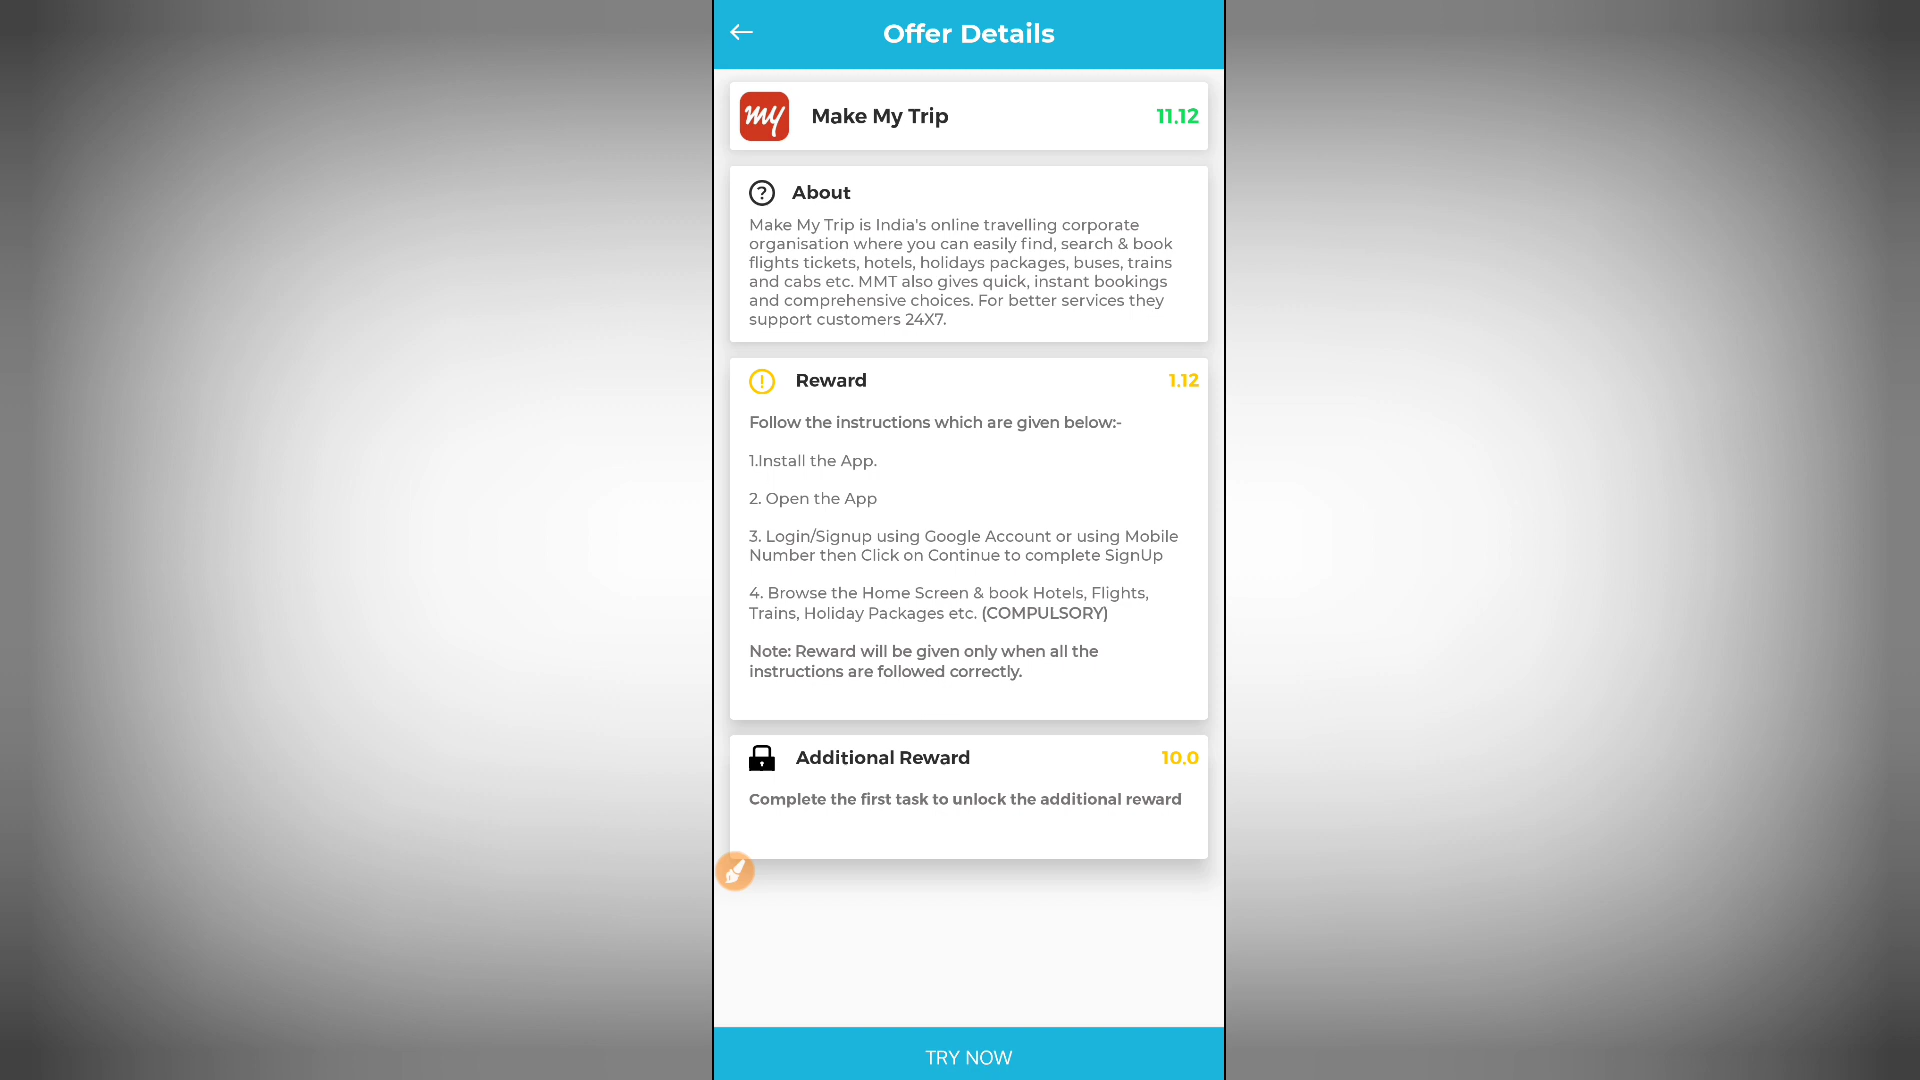 Offer Details
my
Make My Trip
11.12
About
Make My Trip is India's online travelling corporate
organisation where you can easily find, search & book
flights tickets, hotels, holidays packages, buses, trains
and cabs etc. MMT also gives quick, instant bookings
and comprehensive choices. For better services they
support customers 24X7.
Reward
1.12
Follow the instructions which are given below:-
1.Install the App.
2. Open the App
3. Login/Signup using Google Account or using Mobile
Number then Click on Continue to complete SignUp
4. Browse the Home Screen & book Hotels, Flights,
Trains, Holiday Packages etc. (COMPULSORY)
Note: Reward will be given only when all the
instructions are followed correctly.
Additional Reward
10.0
Complete the first task to unlock the additional reward
TRY NOW